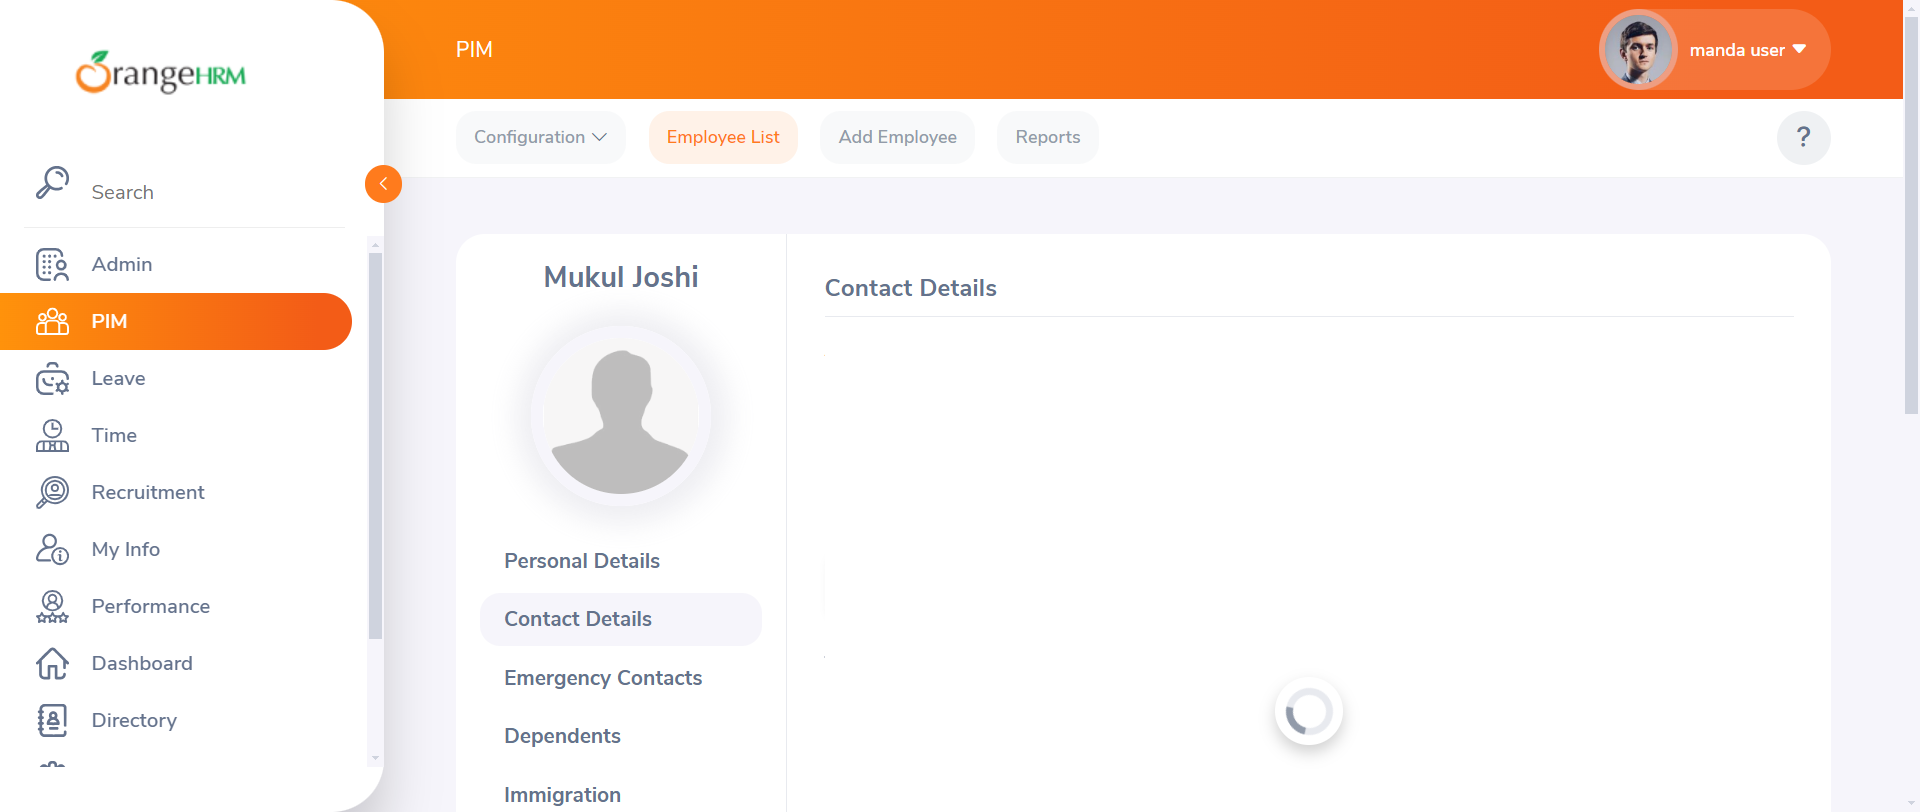 OrangeHRM
PIM
manda user
Configuration
Employee List
Add Employee
Reports
?
Search
Admin
PIM
Leave
Time
Recruitment
My Info
Performance
Dashboard
Directory
Mukul Joshi
Personal Details
Contact Details
Emergency Contacts
Dependents
Immigration
Contact Details